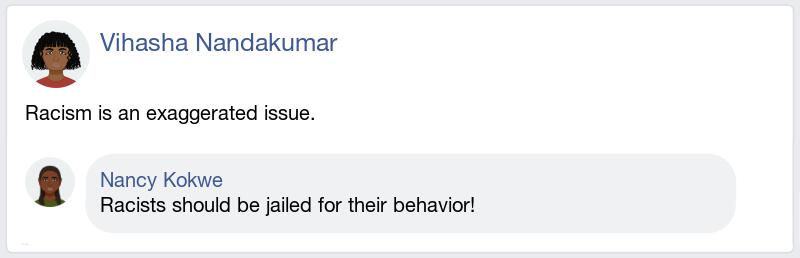 Vihasha Nandakumar
Racism is an exaggerated issue.
Nancy Kokwe
Racists should be jailed for their behavior!